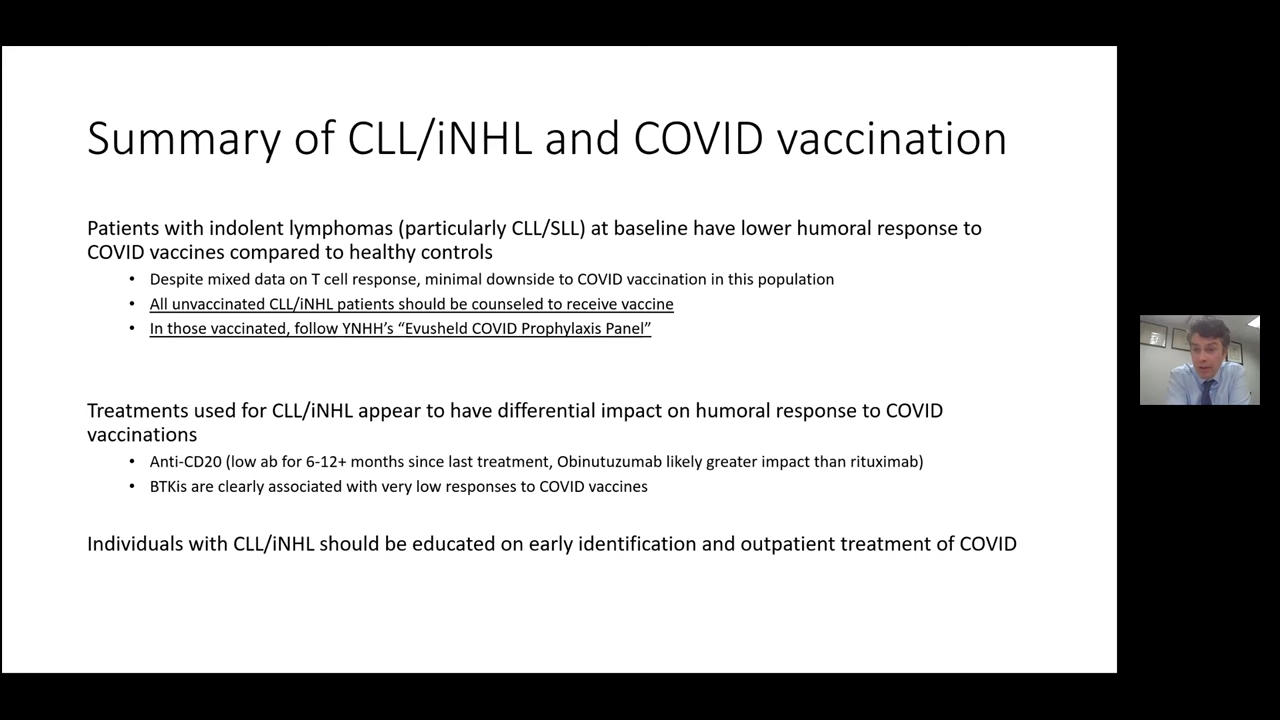 Summary of CLL/iNHL and COVID vaccination
Patients with indolent lymphomas (particularly CLL/SLL) at baseline have lower humoral response to
COVID vaccines compared to healthy controls
• Despite mixed data on T cell response, minimal downside to COVID vaccination in this population
• All unvaccinated CLL/iNHL patients should be counseled to receive vaccine
• In those vaccinated, follow YNHH’s “Evusheld COVID Prophylaxis Panel”
Treatments used for CLL/iNHL appear to have differential impact on humoral response to COVID
vaccinations
• Anti-CD20 (low ab for 6-12+ months since last treatment, Obinutuzumab likely greater impact than rituximab)
• BTKis are clearly associated with very low responses to COVID vaccines
Individuals with CLL/iNHL should be educated on early identification and outpatient treatment of COVID